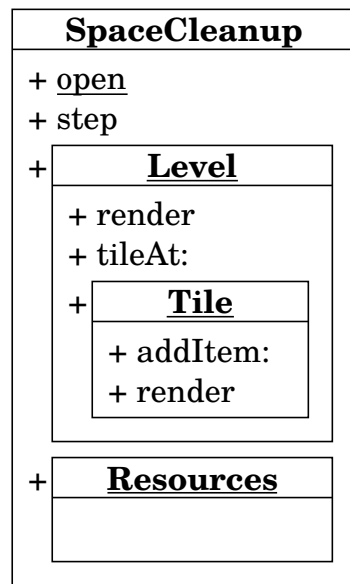 SpaceCleanup
+ open
+ step
+ Level
+ render
+ tileAt:
+ Tile
+ addItem:
+ render
+ Resources